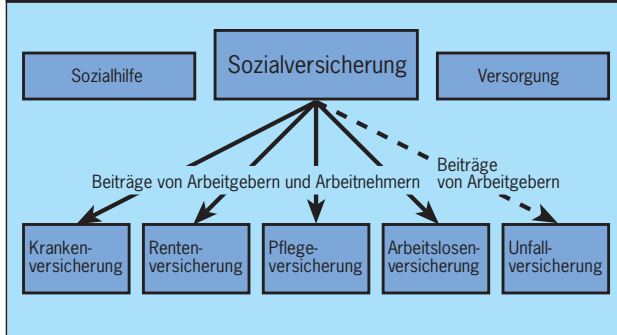 Sozialhilfe
Sozialversicherung
Versorgung
Beiträge von Arbeitgebern und Arbeitnehmern
Beiträge
von Arbeitgebern
Kranken-
versicherung
Renten-
versicherung
Pflege-
versicherung
Arbeitslosen-
versicherung
Unfall-
versicherung